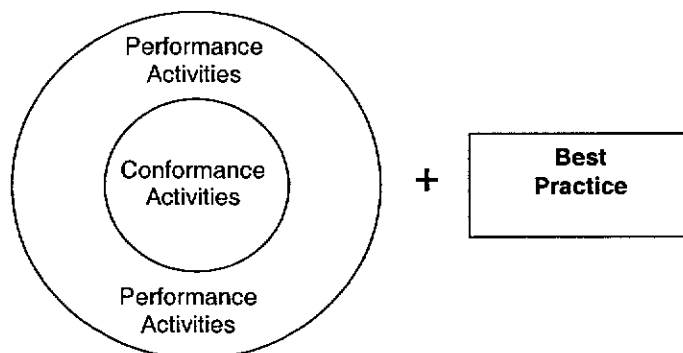 Performance
Activities
Conformance
Activities
Performance
Activities
+
Best
Practice